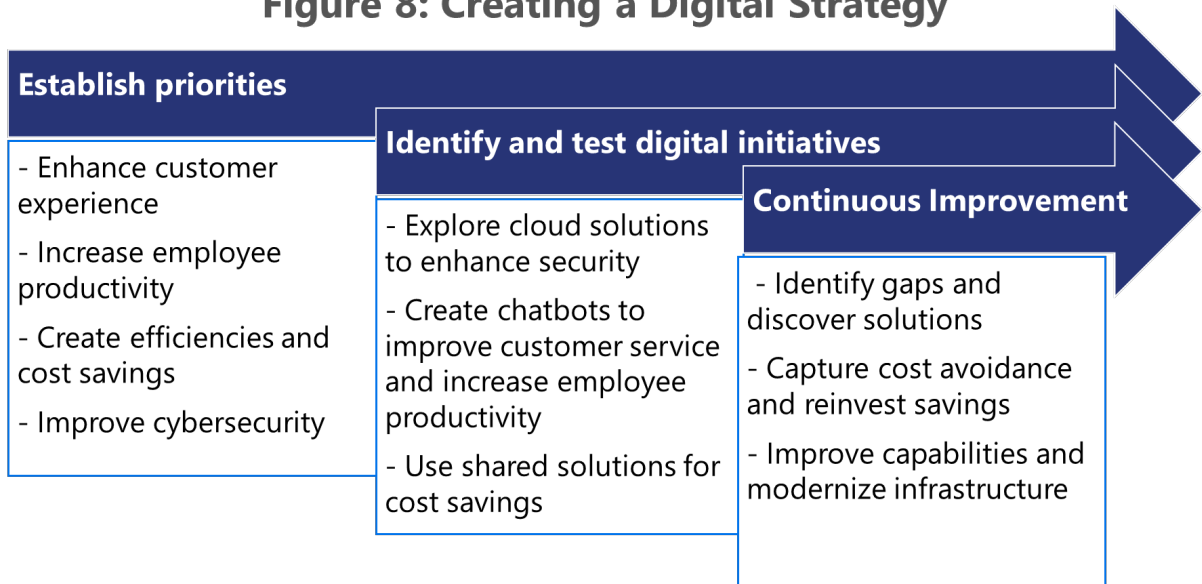 Figure 8: Creating a Digital Strategy
Establish priorities
- Enhance customer
experience
- Increase employee
productivity
- Create efficiencies and
cost savings
- Improve cybersecurity
Identify and test digital initiatives
- Explore cloud solutions
to enhance security
- Create chatbots to
improve customer service
and increase employee
productivity
- Use shared solutions for
cost savings
Continuous Improvement
- Identify gaps and
discover solutions
- Capture cost avoidance
and reinvest savings
- Improve capabilities and
modernize infrastructure